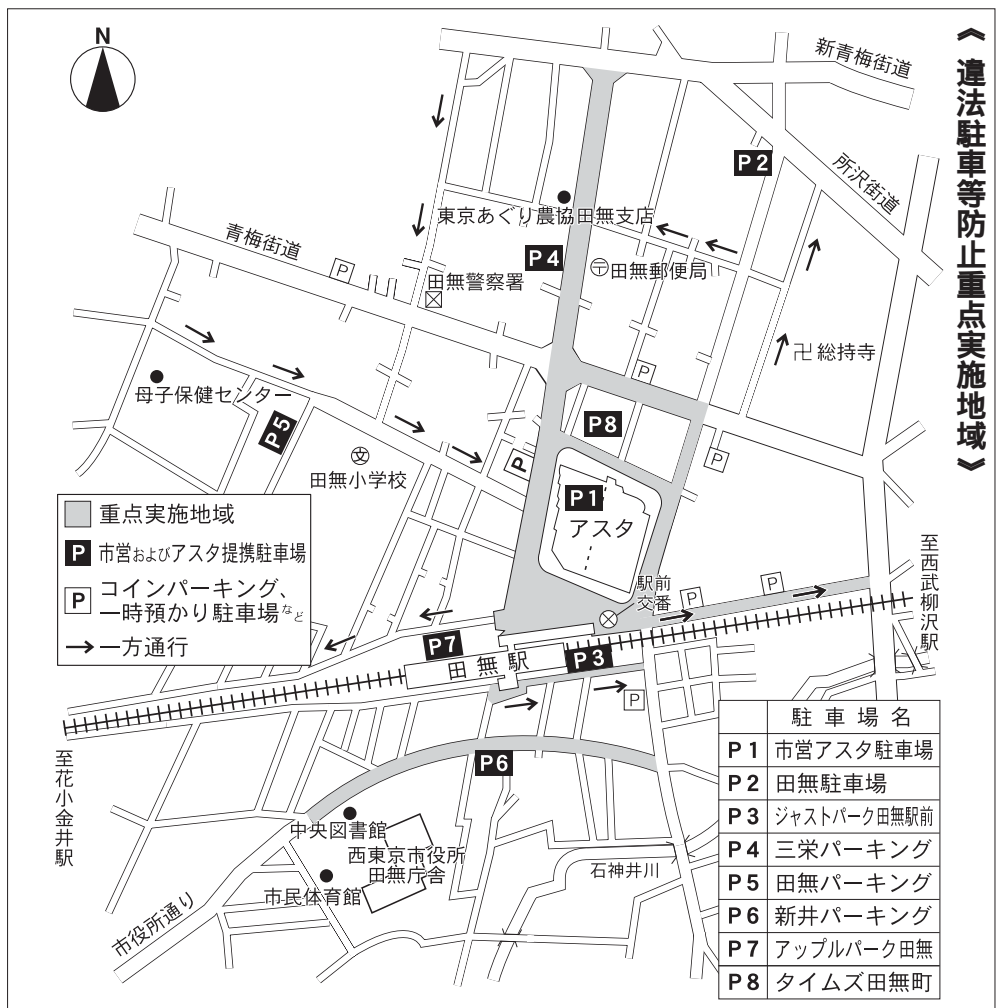 《違法駐車等防止重点実施地域》
N
新青梅街道
所沢街道
P2
東京あぐり農協田無支店
青梅街道
P
P4
〒
田無郵便局
田無警察署
卍総持寺
母子保健センター
P
P8
P5
文
田無小学校
P
P
P1
アスタ
重点実施地域
P 市営およびアスタ提携駐車場
P コインパーキング、
一時預かり駐車場など
→ 一方通行
駅前
交番
P
P
至西武柳沢駅
P7
田無駅
P3
P
至花小金井駅
P6
中央図書館
西東京市役所
田無庁舎
市民体育館
石神井川
市役所通り
駐車場名
P1 市営アスタ駐車場
P2 田無駐車場
P3 ジャストパーク田無駅前
P4 三栄パーキング
P5 田無パーキング
P6 新井パーキング
P7 アップルパーク田無
P8 タイムズ田無町